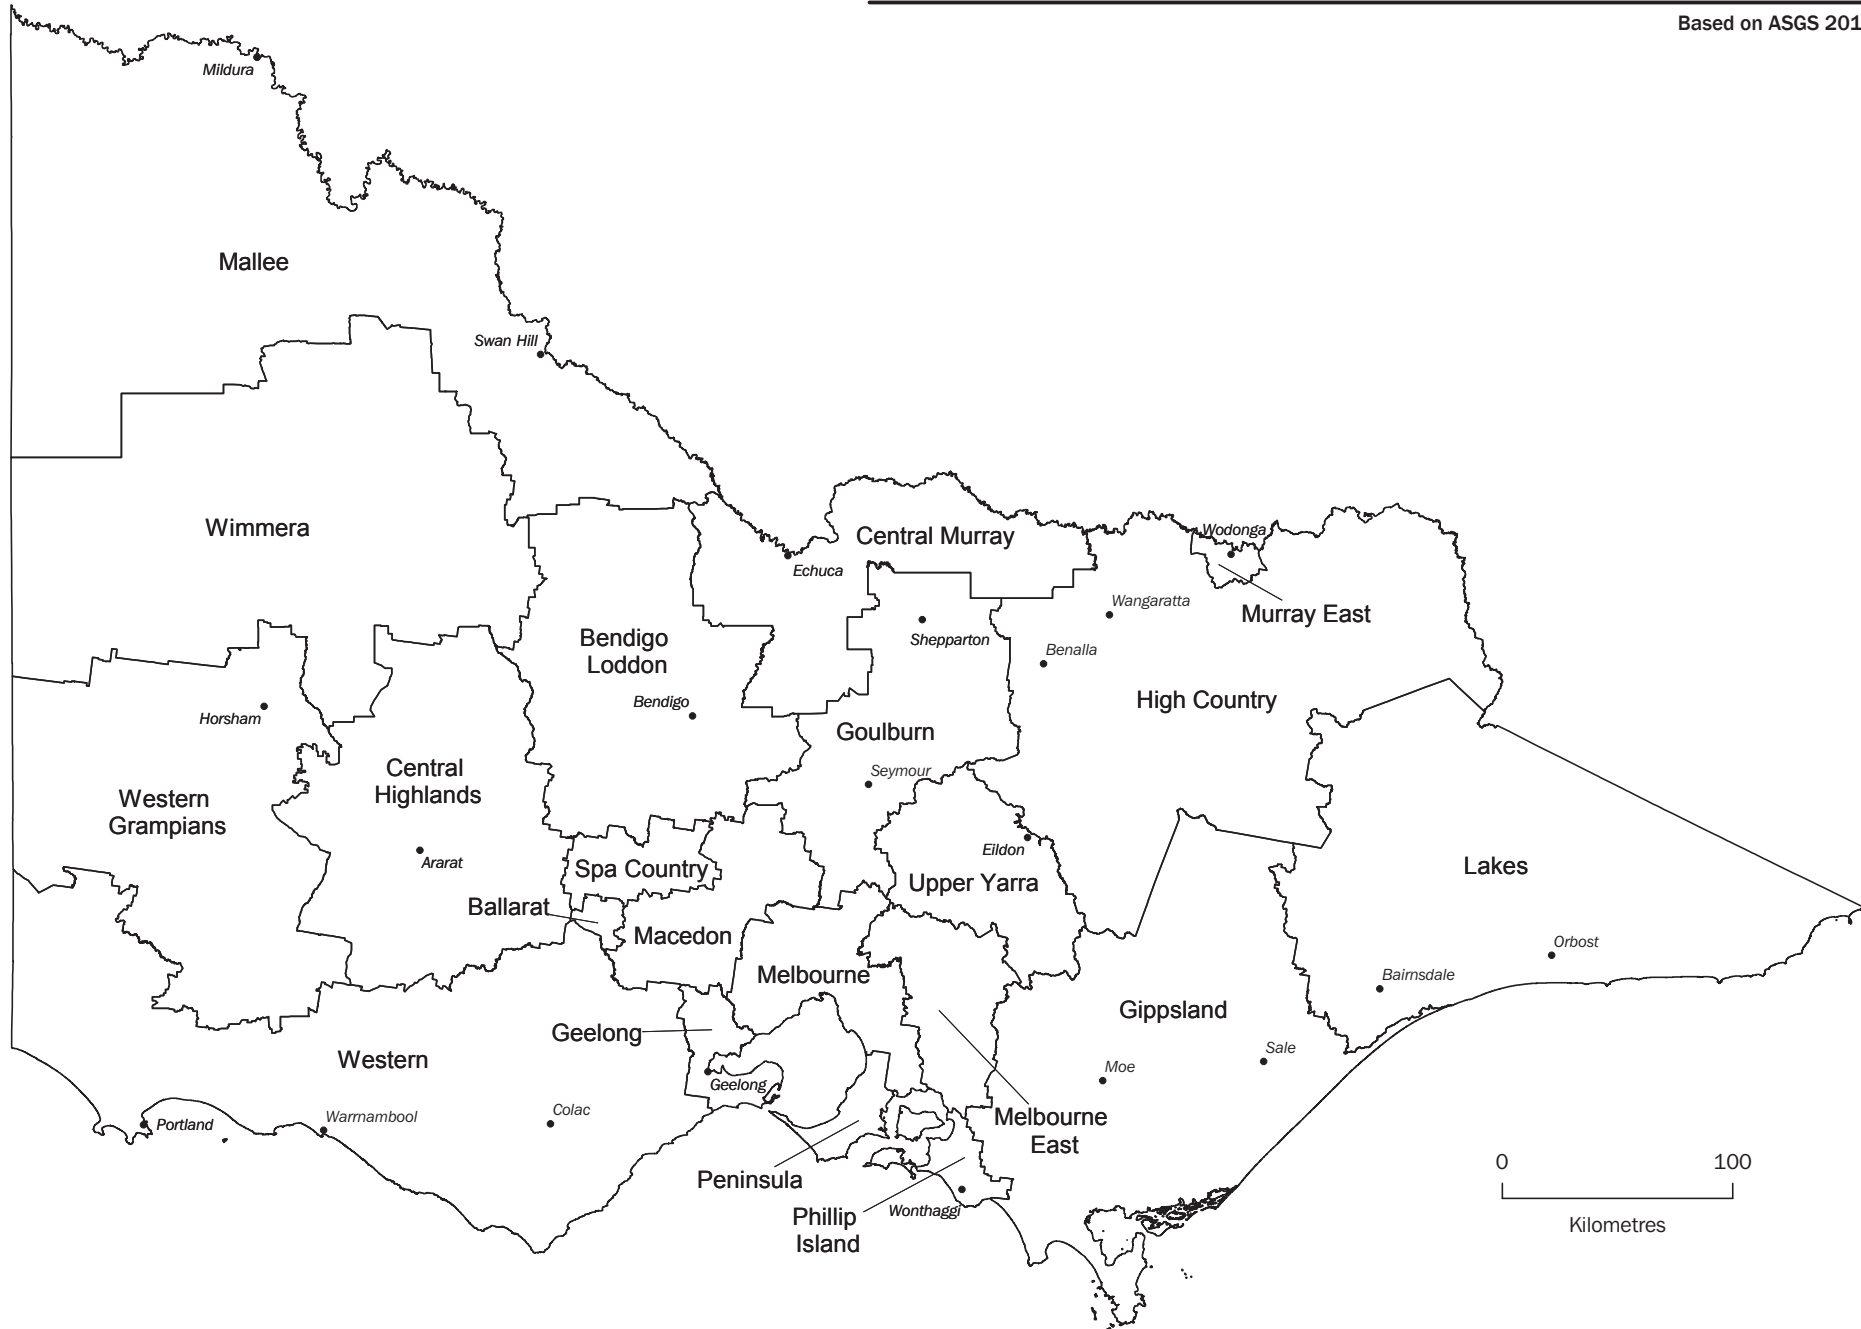 Based on ASGS 201
Mildura
Mallee
Swan Hill
Wimmera
Central Murray
Echuca
Wodonga
Wangaratta
Murray East
Shepparton
Benalla
Bendigo
Loddon
Bendigo
High Country
Horsham
Goulburn
Seymour
Central
Highlands
Western
Grampians
Ararat
Eildon
Spa Country
Upper Yarra
Lakes
Ballarat
Macedon
Melbourne
Orbost
Bairnsdale
Gippsland
Geelong
Western
Sale
Moe
Geelong
Colac
Warrnambool
Portland
Melbourne
East
Peninsula
Phillip
Island
Wonthaggi
0 100
Kilometres